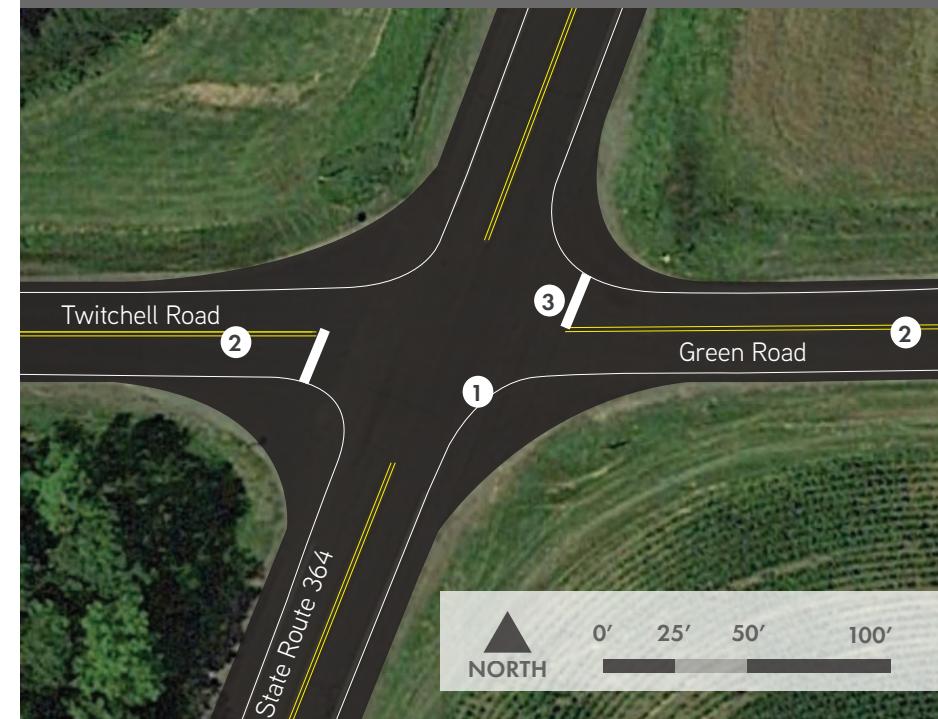 3
Twitchell Road
2
2
Green Road
1
State Route 364
0′ 25′ 50′ 100′
NORTH